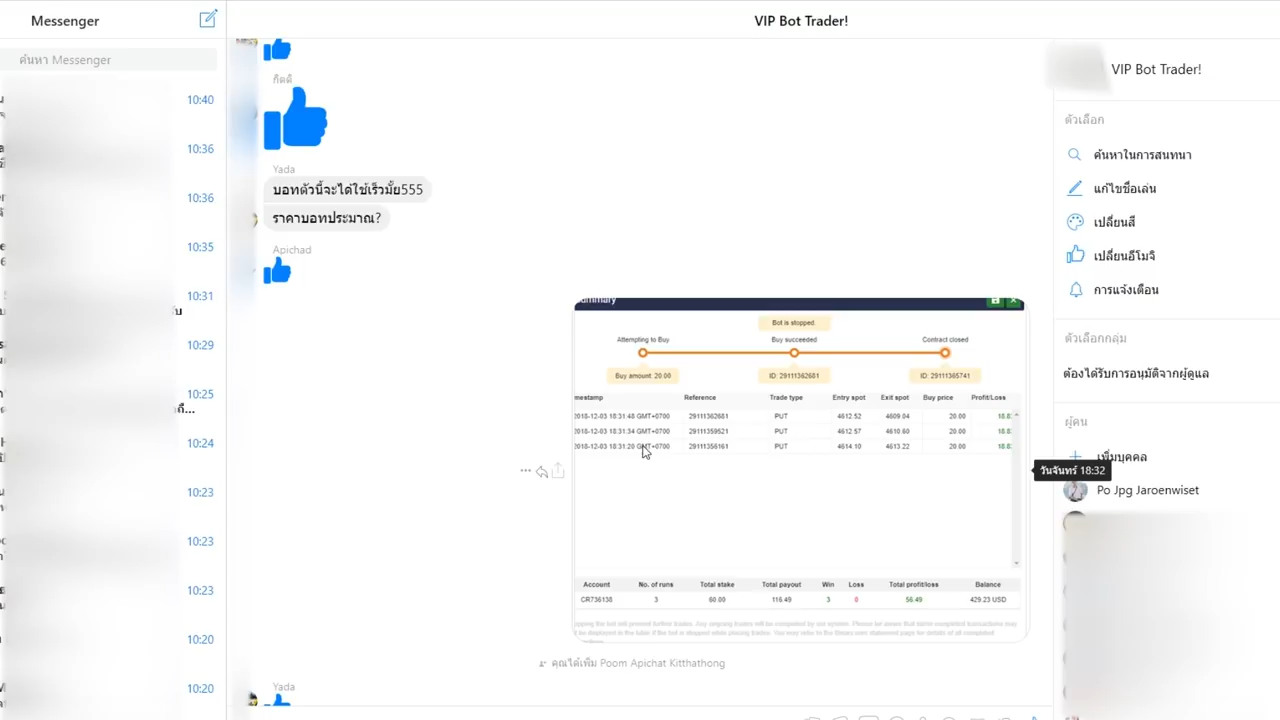 Messenger
VIP Bot Trader!
ค้นหา Messenger
10:40
10:36
10:36
10:35
10:31
10:29
10:25
10:24
10:23
10:23
10:23
10:20
10:20
กิตติ
Yada
บอทตัวนี้จะได้ใช้เร็วมั้ย555
ราคาบอทประมาณ?
Apichad
Bot is stopped.
Attempting to Buy Buy succeeded Contract closed
Buy amount: 20.00 ID: 29111362681 ID: 29111365741
Reference Trade type Entry spot Exit spot Buy price Profit/Loss
2018-12-03 18:31:48 GMT+0700 29111362681 PUT 4612.52 4609.04 20.00
2018-12-03 18:31:34 GMT+0700 29111359521 PUT 4612.57 4610.60 20.00
2018-12-03 18:31:20 GMT+0700 29111356161 PUT 4614.10 4613.22 20.00
Account No. of runs Total stake Total payout Win Loss Total profit/loss Balance
CR736138 3 60.00 116.49 3 0 56.49 429.23 USD
คุณได้เพิ่ม Poom Apichat Kitthathong
Yada
VIP Bot Trader!
ตัวเลือก
ค้นหาในการสนทนา
แก้ไขชื่อเล่น
เปลี่ยนสี
เปลี่ยนอีโมจิ
การแจ้งเตือน
ตัวเลือกกลุ่ม
ต้องได้รับการอนุมัติจากผู้ดูแล
ผู้คน
เพิ่มบุคคล
วันจันทร์ 18:32
Po Jpg Jaroenwiset